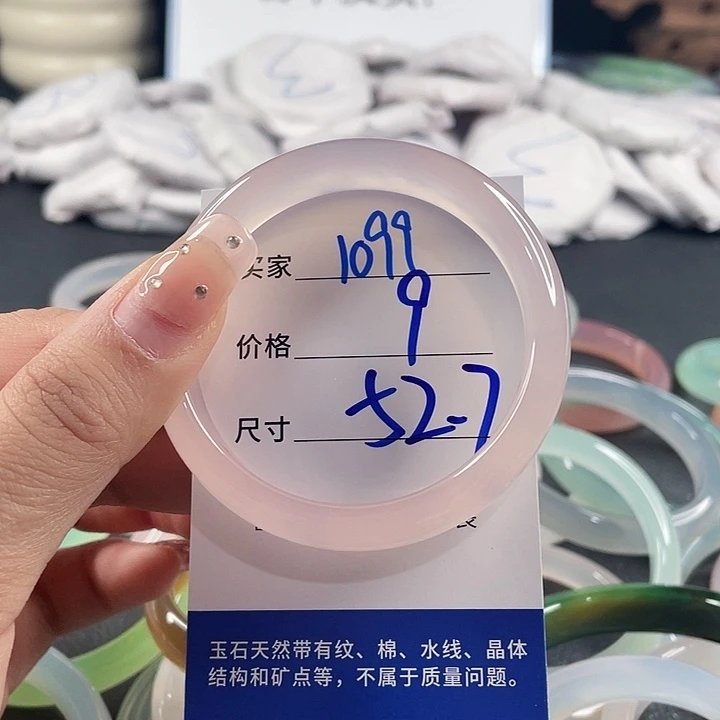 买家 1099
价格 9
尺寸 52.7
玉石天然带有纹、棉、水线、晶体
结构和矿点等，不属于质量问题。